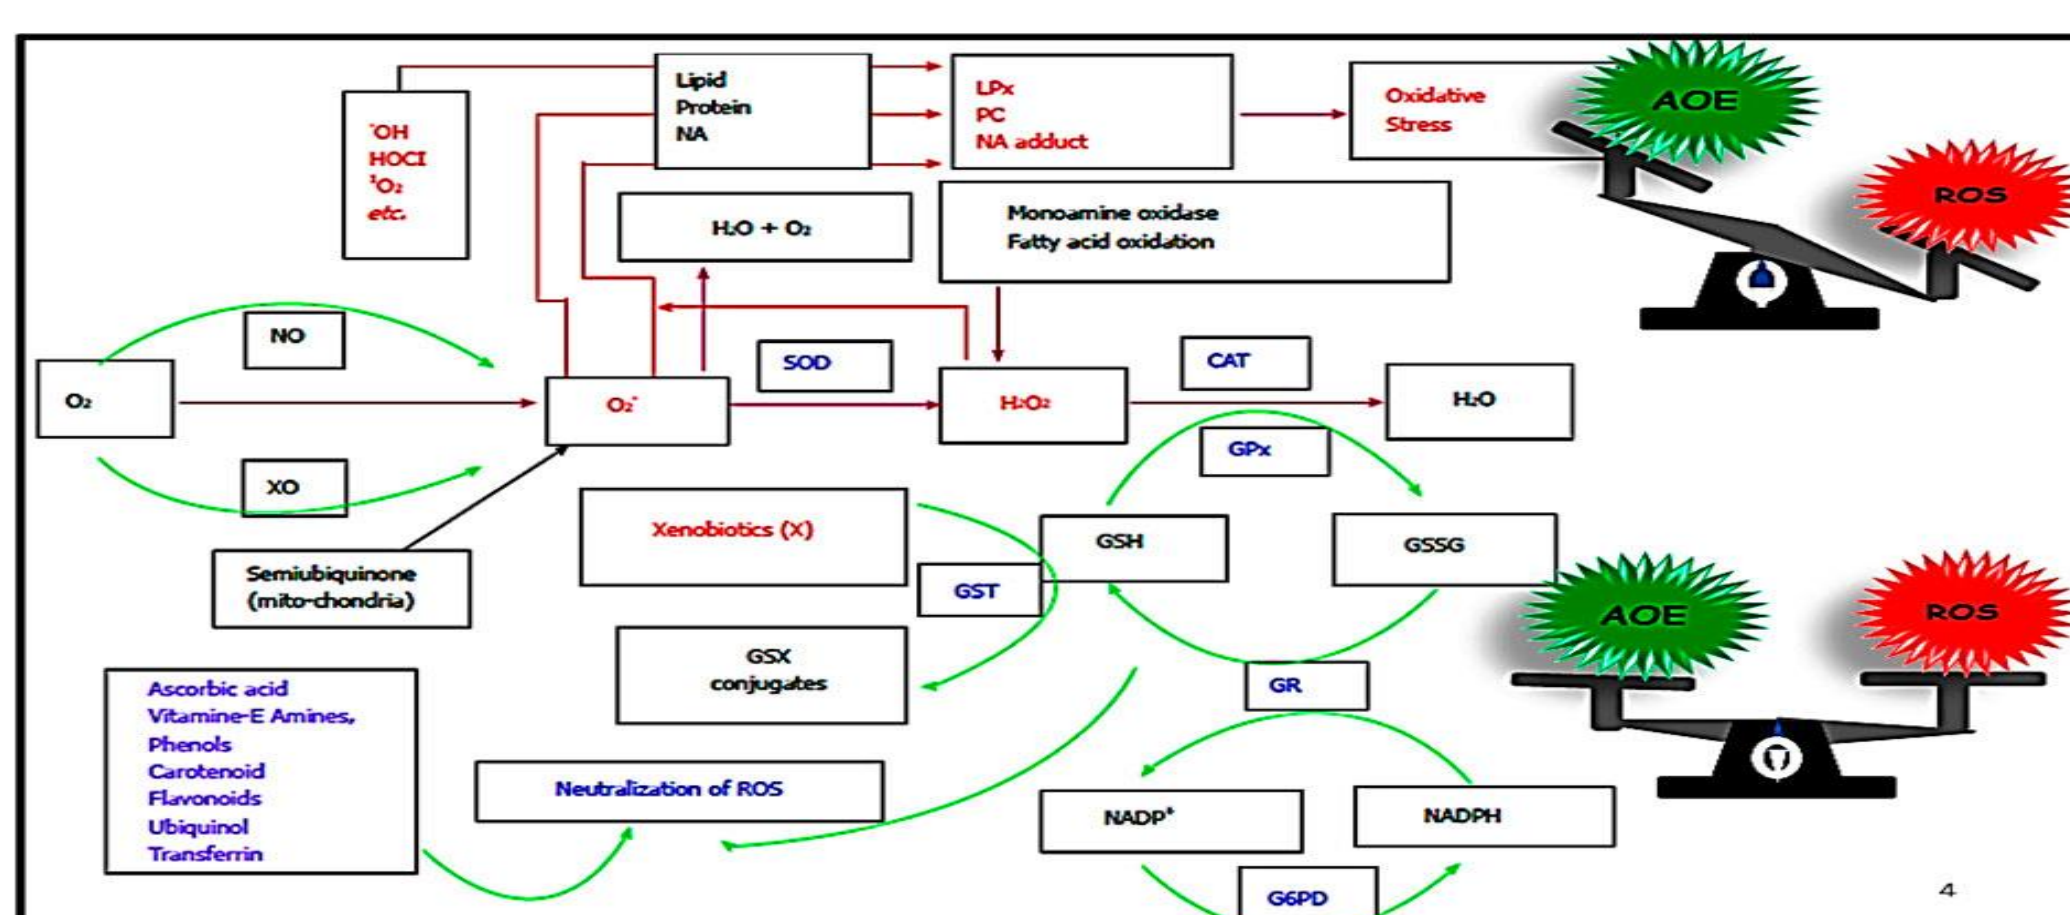 Lipid
Protein
NA
LPx
PC
NA adduct
Oxidative
Stress
AOE
ROS
˙OH
HOCl
¹O₂
etc.
H₂O + O₂
Monoamine oxidase
Fatty acid oxidation
NO
SOD
CAT
O₂
O₂˙
H₂O₂
H₂O
GPx
XO
Xenobiotics (X)
GSH
GSSG
Semiubiquinone
(mito-chondria)
GST
AOE
ROS
GSX
conjugates
GR
Ascorbic acid
Vitamine-E Amines,
Phenols
Carotenoid
Flavonoids
Ubiquinol
Transferrin
Neutralization of ROS
NADP⁺
NADPH
G6PD
4